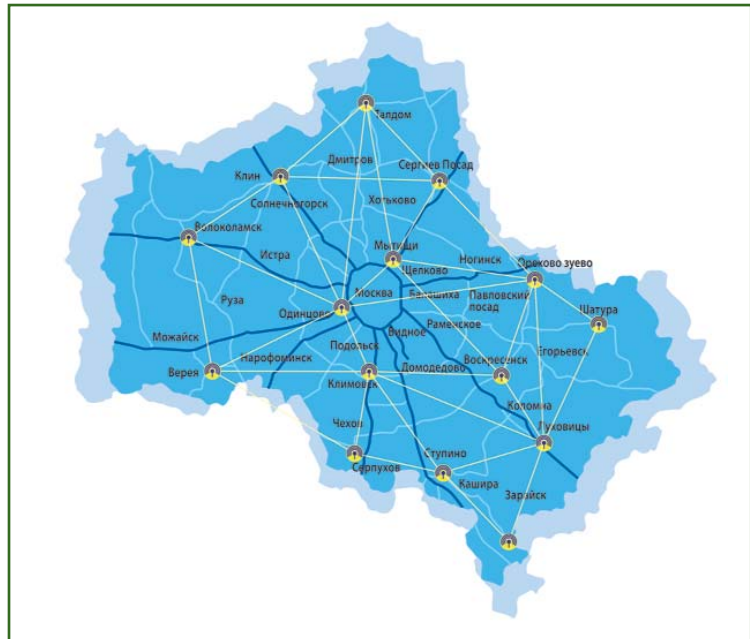 Талдом
Дмитров
Сергиев Посад
Клин
Солнечногорск
Хотьково
Волоколамск
Мытищи
Истра
Щелково
Ногинск
Орехово зуево
Москва
Балашиха
Павловский
посад
Руза
Одинцово
Шатура
Раменское
Видное
Можайск
Подольск
Егорьевск
Нарофоминск
Воскресенск
Домодедово
Верея
Климовск
Коломна
Чехов
Луховицы
Ступино
Серпухов
Кашира
Зарайск